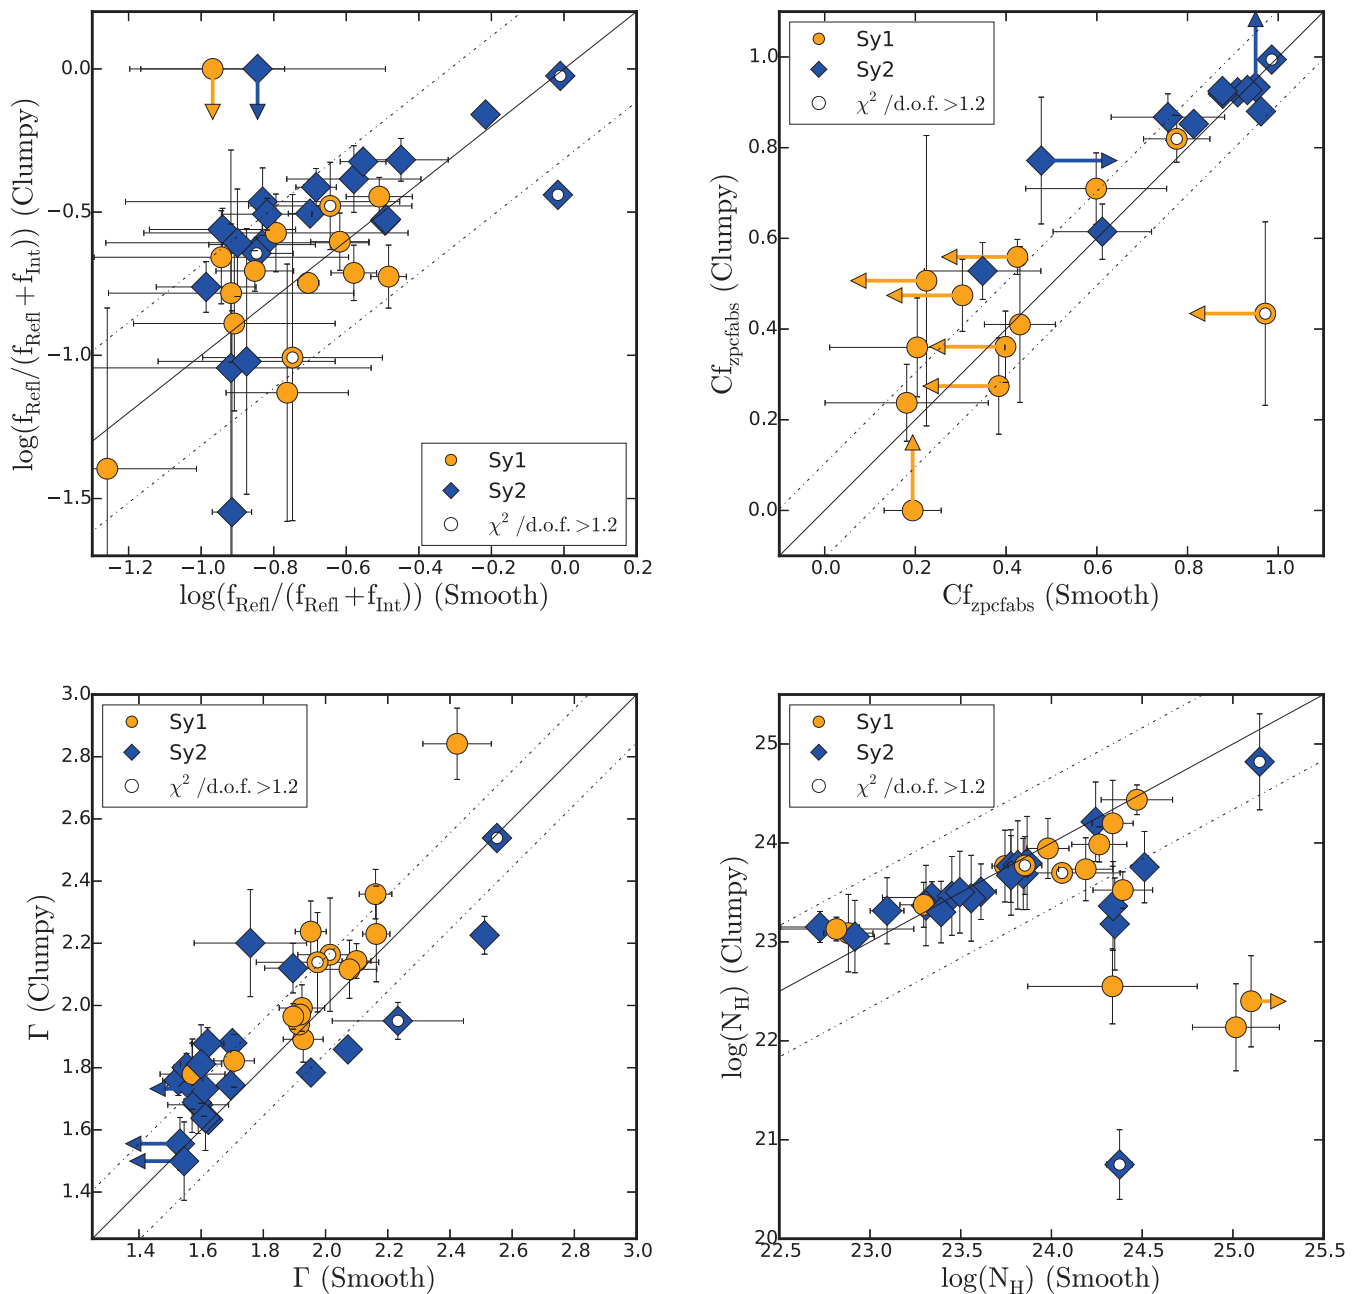 log(f_Refl/(f_Refl+f_Int)) (Clumpy)
0.0
−0.5
−1.0
−1.5
Sy1
Sy2
χ² /d.o.f. >1.2
−1.2 −1.0 −0.8 −0.6 −0.4 −0.2 0.0 0.2
log(f_Refl/(f_Refl+f_Int)) (Smooth)
Cf_zpcfabs (Clumpy)
1.0
0.8
0.6
0.4
0.2
0.0
Sy1
Sy2
χ² /d.o.f. >1.2
0.0 0.2 0.4 0.6 0.8 1.0
Cf_zpcfabs (Smooth)
Γ (Clumpy)
3.0
2.8
2.6
2.4
2.2
2.0
1.8
1.6
1.4
Sy1
Sy2
χ² /d.o.f. >1.2
1.4 1.6 1.8 2.0 2.2 2.4 2.6 2.8 3.0
Γ (Smooth)
log(N_H) (Clumpy)
25
24
23
22
21
20
Sy1
Sy2
χ² /d.o.f. >1.2
22.5 23.0 23.5 24.0 24.5 25.0 25.5
log(N_H) (Smooth)